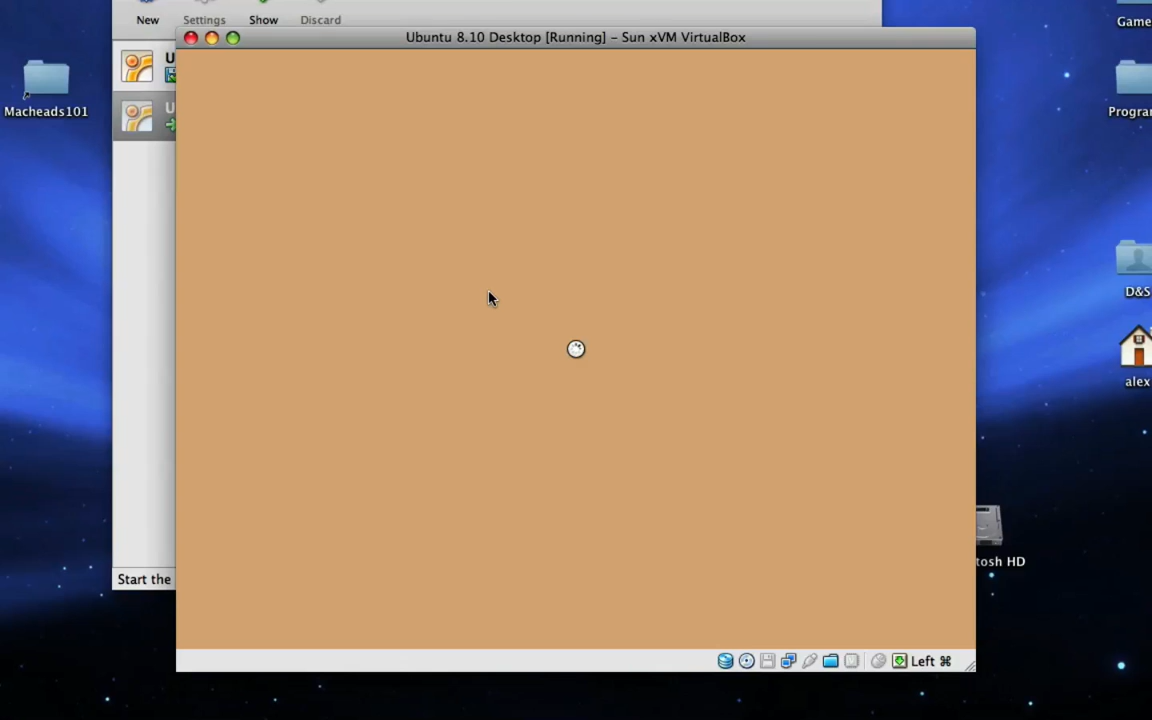 New Settings Show Discard
Ubuntu 8.10 Desktop [Running] – Sun xVM VirtualBox
U
U
Start the
Left ⌘
Macheads101
Game
Progra
D&S
alex
tosh HD